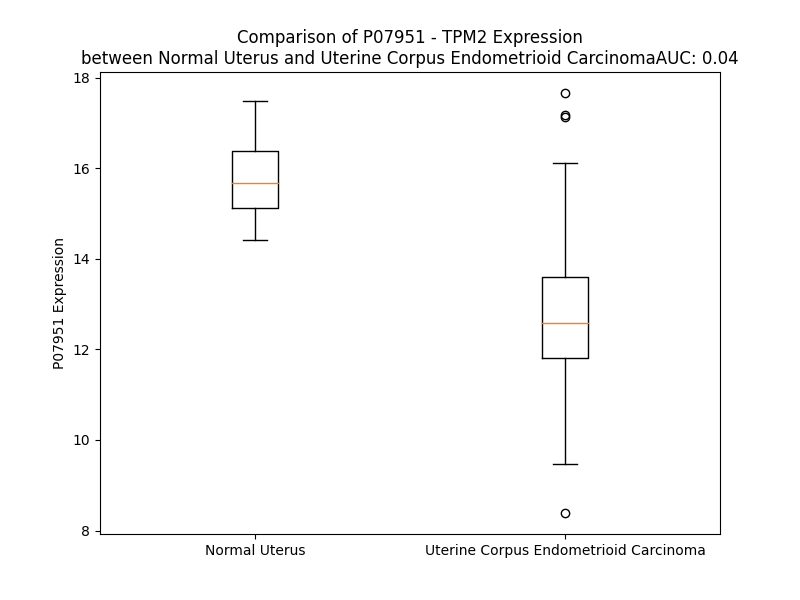 Comparison of P07951 - TPM2 Expression
between Normal Uterus and Uterine Corpus Endometrioid CarcinomaAUC: 0.04
18
16
14
12
10
8
P07951 Expression
Normal Uterus
Uterine Corpus Endometrioid Carcinoma